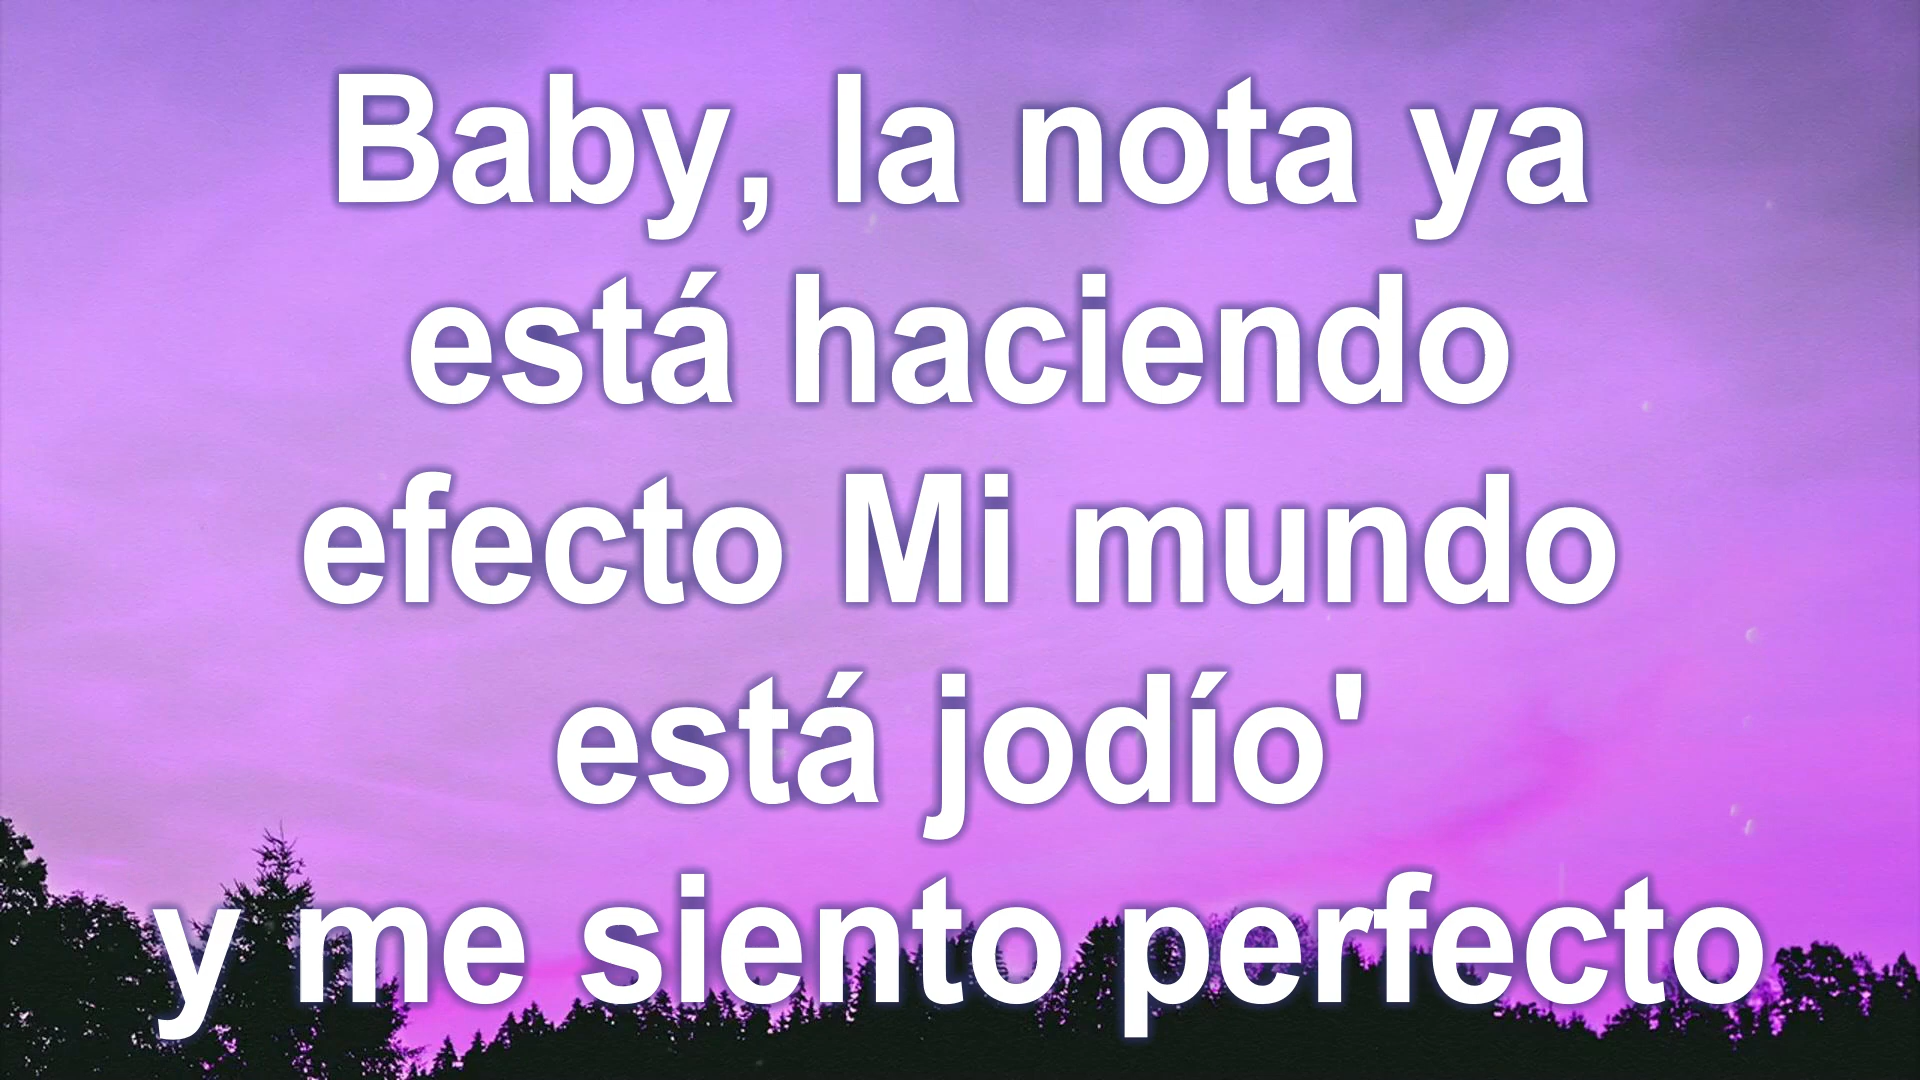 Baby, la nota ya
está haciendo
efecto Mi mundo
está jodío'
y me siento perfecto